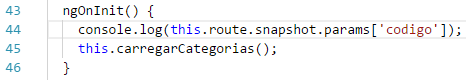 43 ngOnInit() {
44 console.log(this.route.snapshot.params['codigo']);
45 this.carregarCategorias();
46 }